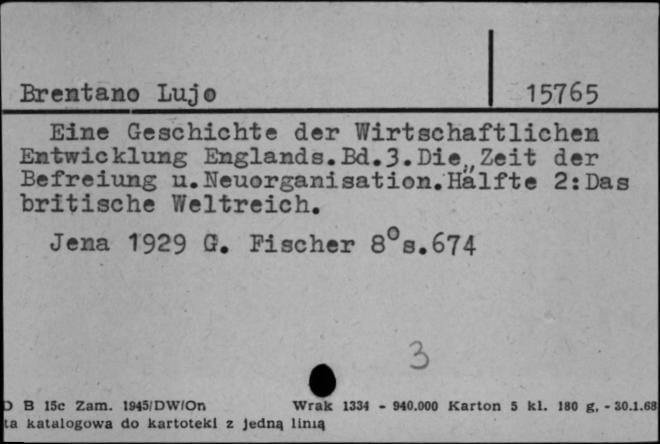 Brentano Lujo
15765
Eine Geschichte der Wirtschaftlichen
Entwicklung Englands.Bd.3.Die Zeit der
Befreiung u.Neuorganisation.Hälfte 2:Das
britische Weltreich.
Jena 1929 G. Fischer 8°s.674
3
D B 15c Zam. 1945/DW/On Wrak 1334 - 940.000 Karton 5 kl. 180 g, - 30.1.68
ta katalogowa do kartoteki z jedną linią